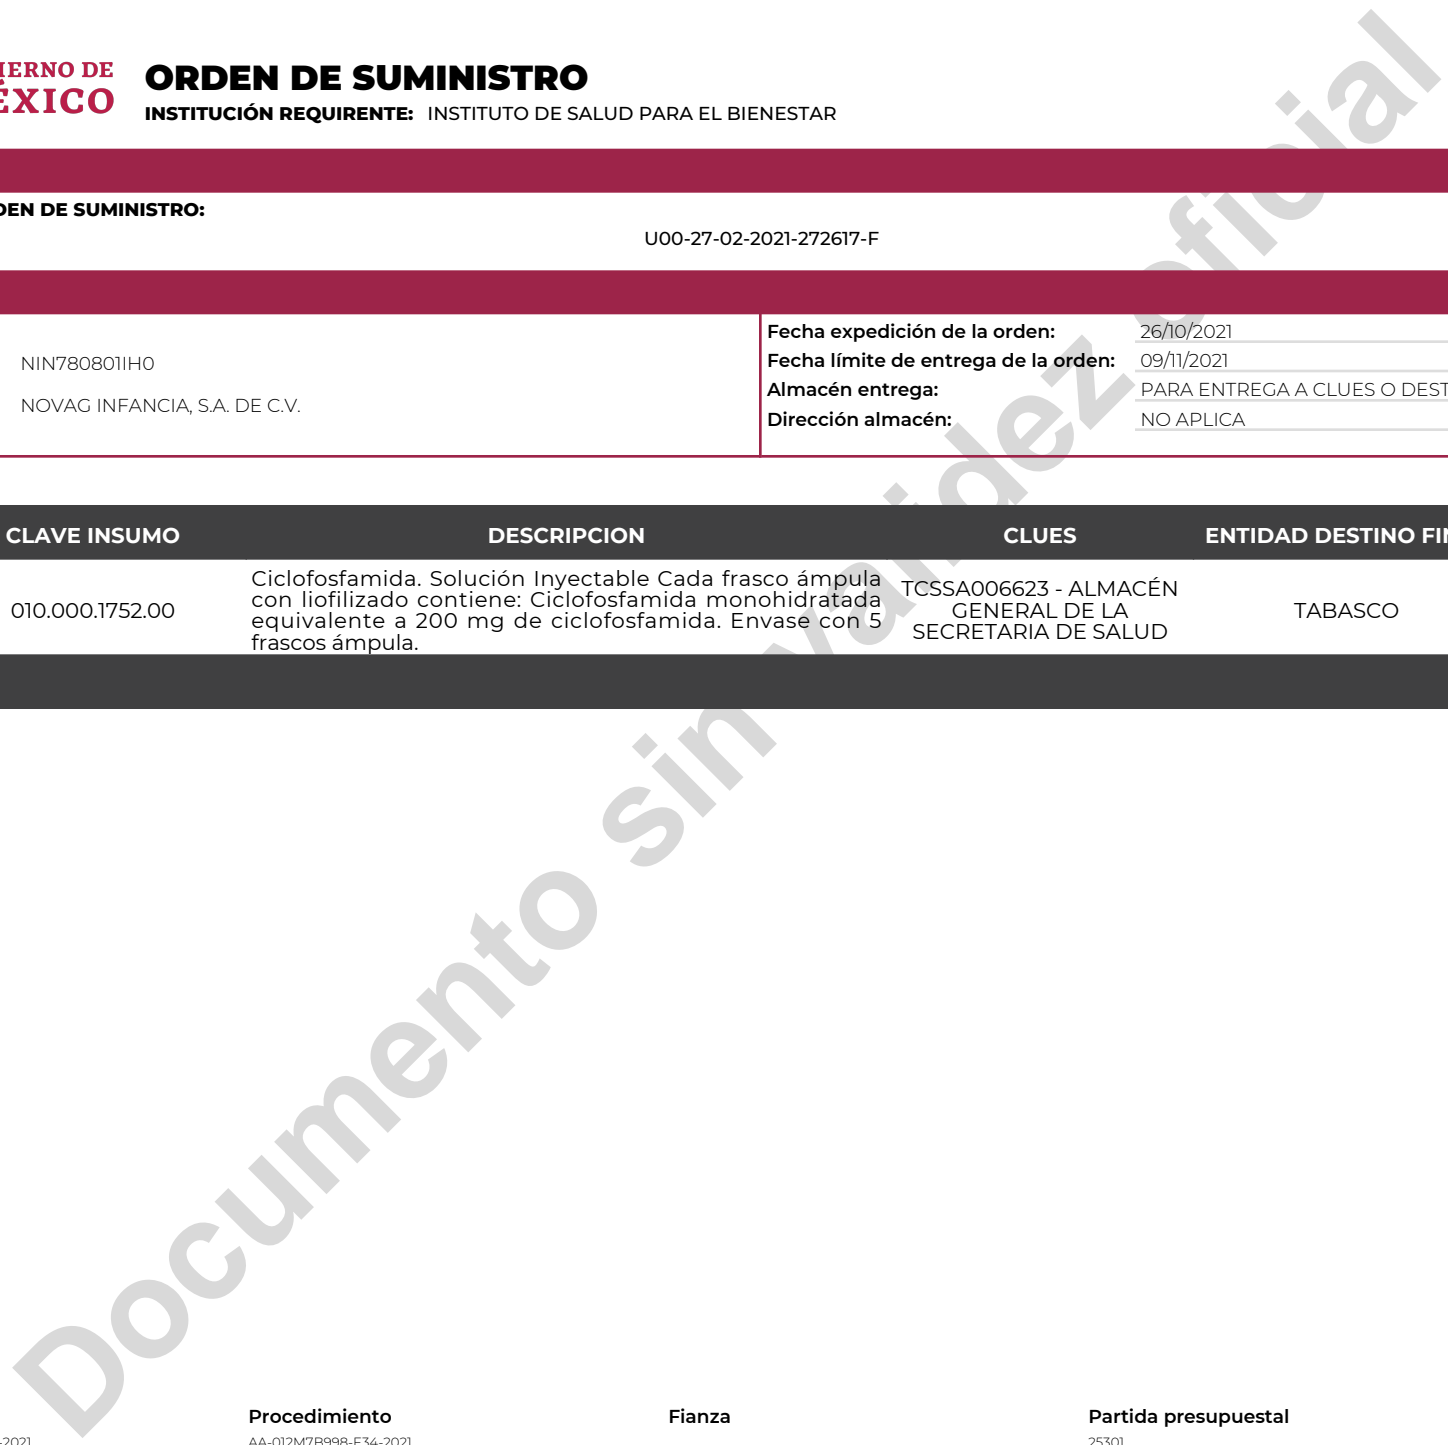 ORDEN DE SUMINISTRO
DE
INSTITUCIÓN REQUIRENTE: INSTITUTO DE SALUD PARA EL BIENESTAR
DE SUMINISTRO:
U00-27-02-2021-272617-F
Fecha expedición de la orden: 26/10/2021
NIN780801IH0
Fecha límite de entrega de la orden: 09/11/2021
Almacén entrega: PARA ENTREGA A CLUES O
NOVAG INFANCIA, S.A. DE C.V.
Dirección almacén: NO APLICA
CLAVE INSUMO DESCRIPCION CLUES ENTIDAD DESTINO
010.000.1752.00
Ciclofosfamida. Solución Inyectable Cada frasco ámpula
con liofilizado contiene: Ciclofosfamida monohidratada
equivalente a 200 mg de ciclofosfamida. Envase con 5
frascos ámpula.
TCSSA006623 - ALMACÉN
GENERAL DE LA
SECRETARIA DE SALUD
TABASCO
Documento sin validez oficial
Procedimiento Fianza Partida presupuestal
AA-012M7B998-E34-2021 25301